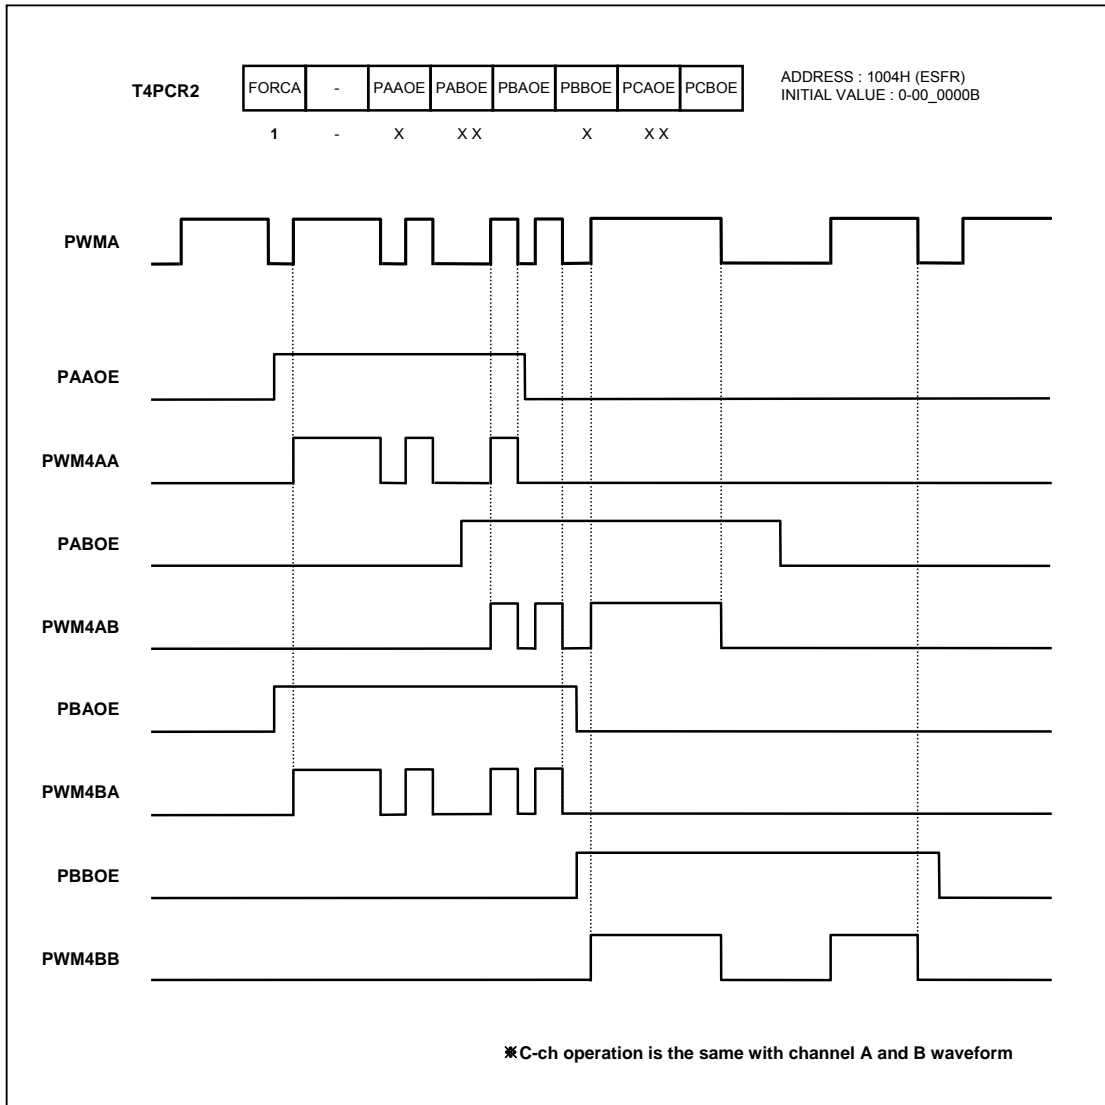 T4PCR2 FORCA - PAAOE PABOE PBAOE PBBOE PCAOE PCBOE
ADDRESS : 1004H (ESFR)
INITIAL VALUE : 0-00_0000B
1 - X X X X X X
PWMA
PAAOE
PWM4AA
PABOE
PWM4AB
PBAOE
PWM4BA
PBBOE
PWM4BB
※C-ch operation is the same with channel A and B waveform